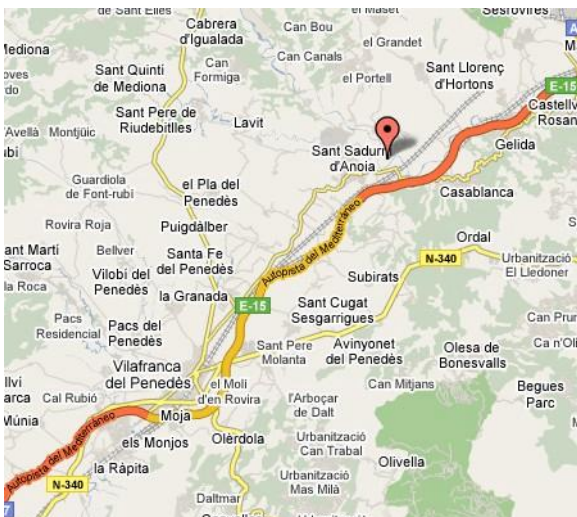 de Sant Elies
Cabrera
d'Igualada
Can Bou
el Maset
Sesrovires
el Grandet
Mediona
Can Canals
Can
Formiga
Sant Quinti
de Mediona
el Portell
Sant Llorenç
d'Hortons
E-15
Castellv
Rosan
Sant Pere de
Riudebitlles
Lavit
l'Avellà
Montjüic
Sant Sadurní
d'Anoia
Gelida
Guardiola
de Font-rubí
el Pla del
Penedès
Casablanca
Rovira Roja
Puigdàlber
Autopista del Mediterráneo
Ordal
ant Martí
Sarroca
Bellver
Santa Fe
del Penedès
N-340
Urbanització
El Lledoner
Vilobí del
Penedès
la Roca
la Granada
Subirats
E-15
Sant Cugat
Sesgarrigues
Pacs
Residencial
Pacs del
Penedès
Can Prun
Sant Pere
Molanta
Avinyonet
del Penedès
Olesa de
Bonesvalls
Ca n'Oli
Vilafranca
del Penedès
el Moli
d'en Rovira
Can Mitjans
Begues
Parc
Cal Rubió
l'Arboçar
de Dalt
Múnia
Autopista del Mediterráneo
Moja
els Monjos
Olèrdola
Urbanització
Can Trabal
la Ràpita
Olivella
N-340
Urbanització
Mas Milà
Daltmar
7